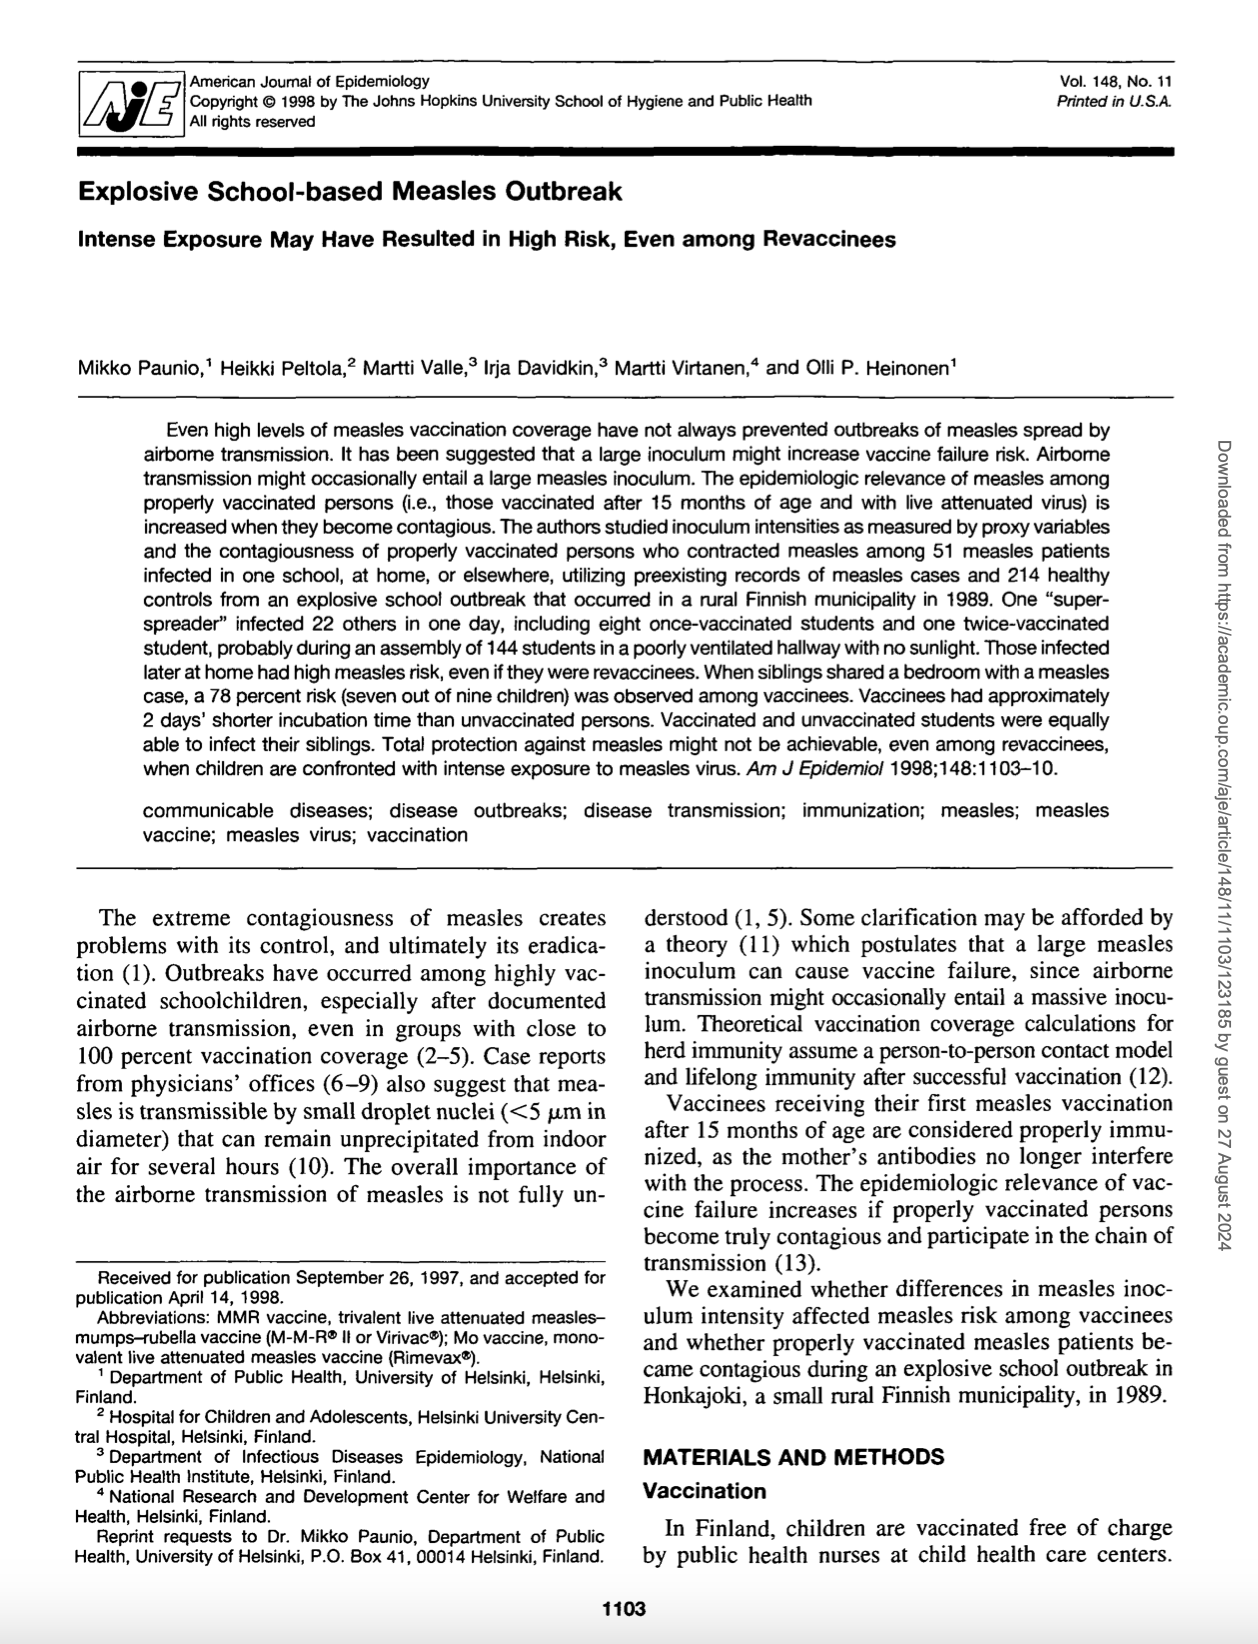 AJE
American Journal of Epidemiology
Copyright © 1998 by The Johns Hopkins University School of Hygiene and Public Health
All rights reserved
Vol. 148, No. 11
Printed in U.S.A.
Explosive School-based Measles Outbreak
Intense Exposure May Have Resulted in High Risk, Even among Revaccinees
Mikko Paunio,¹ Heikki Peltola,² Martti Valle,³ Irja Davidkin,³ Martti Virtanen,⁴ and Olli P. Heinonen¹
Even high levels of measles vaccination coverage have not always prevented outbreaks of measles spread by
airborne transmission. It has been suggested that a large inoculum might increase vaccine failure risk. Airborne
transmission might occasionally entail a large measles inoculum. The epidemiologic relevance of measles among
properly vaccinated persons (i.e., those vaccinated after 15 months of age and with live attenuated virus) is
increased when they become contagious. The authors studied inoculum intensities as measured by proxy variables
and the contagiousness of properly vaccinated persons who contracted measles among 51 measles patients
infected in one school, at home, or elsewhere, utilizing preexisting records of measles cases and 214 healthy
controls from an explosive school outbreak that occurred in a rural Finnish municipality in 1989. One “super-
spreader” infected 22 others in one day, including eight once-vaccinated students and one twice-vaccinated
student, probably during an assembly of 144 students in a poorly ventilated hallway with no sunlight. Those infected
later at home had high measles risk, even if they were revaccinees. When siblings shared a bedroom with a measles
case, a 78 percent risk (seven out of nine children) was observed among vaccinees. Vaccinees had approximately
2 days’ shorter incubation time than unvaccinated persons. Vaccinated and unvaccinated students were equally
able to infect their siblings. Total protection against measles might not be achievable, even among revaccinees,
when children are confronted with intense exposure to measles virus. Am J Epidemiol 1998;148:1103–10.
communicable diseases; disease outbreaks; disease transmission; immunization; measles; measles
vaccine; measles virus; vaccination
The extreme contagiousness of measles creates
problems with its control, and ultimately its eradica-
tion (1). Outbreaks have occurred among highly vac-
cinated schoolchildren, especially after documented
airborne transmission, even in groups with close to
100 percent vaccination coverage (2–5). Case reports
from physicians’ offices (6–9) also suggest that mea-
sles is transmissible by small droplet nuclei (<5 μm in
diameter) that can remain unprecipitated from indoor
air for several hours (10). The overall importance of
the airborne transmission of measles is not fully un-
Received for publication September 26, 1997, and accepted for
publication April 14, 1998.
Abbreviations: MMR vaccine, trivalent live attenuated measles–
mumps–rubella vaccine (M-M-R® II or Virivac®); Mo vaccine, mono-
valent live attenuated measles vaccine (Rimevax®).
¹ Department of Public Health, University of Helsinki, Helsinki,
Finland.
² Hospital for Children and Adolescents, Helsinki University Cen-
tral Hospital, Helsinki, Finland.
³ Department of Infectious Diseases Epidemiology, National
Public Health Institute, Helsinki, Finland.
⁴ National Research and Development Center for Welfare and
Health, Helsinki, Finland.
Reprint requests to Dr. Mikko Paunio, Department of Public
Health, University of Helsinki, P.O. Box 41, 00014 Helsinki, Finland.
derstood (1, 5). Some clarification may be afforded by
a theory (11) which postulates that a large measles
inoculum can cause vaccine failure, since airborne
transmission might occasionally entail a massive inocu-
lum. Theoretical vaccination coverage calculations for
herd immunity assume a person-to-person contact model
and lifelong immunity after successful vaccination (12).
Vaccinees receiving their first measles vaccination
after 15 months of age are considered properly immu-
nized, as the mother’s antibodies no longer interfere
with the process. The epidemiologic relevance of vac-
cine failure increases if properly vaccinated persons
become truly contagious and participate in the chain of
transmission (13).
We examined whether differences in measles inoc-
ulum intensity affected measles risk among vaccinees
and whether properly vaccinated measles patients be-
came contagious during an explosive school outbreak in
Honkajoki, a small rural Finnish municipality, in 1989.
MATERIALS AND METHODS
Vaccination
In Finland, children are vaccinated free of charge
by public health nurses at child health care centers.
1103
Downloaded from https://academic.oup.com/aje/article/148/11/1103/123185 by guest on 27 August 2024